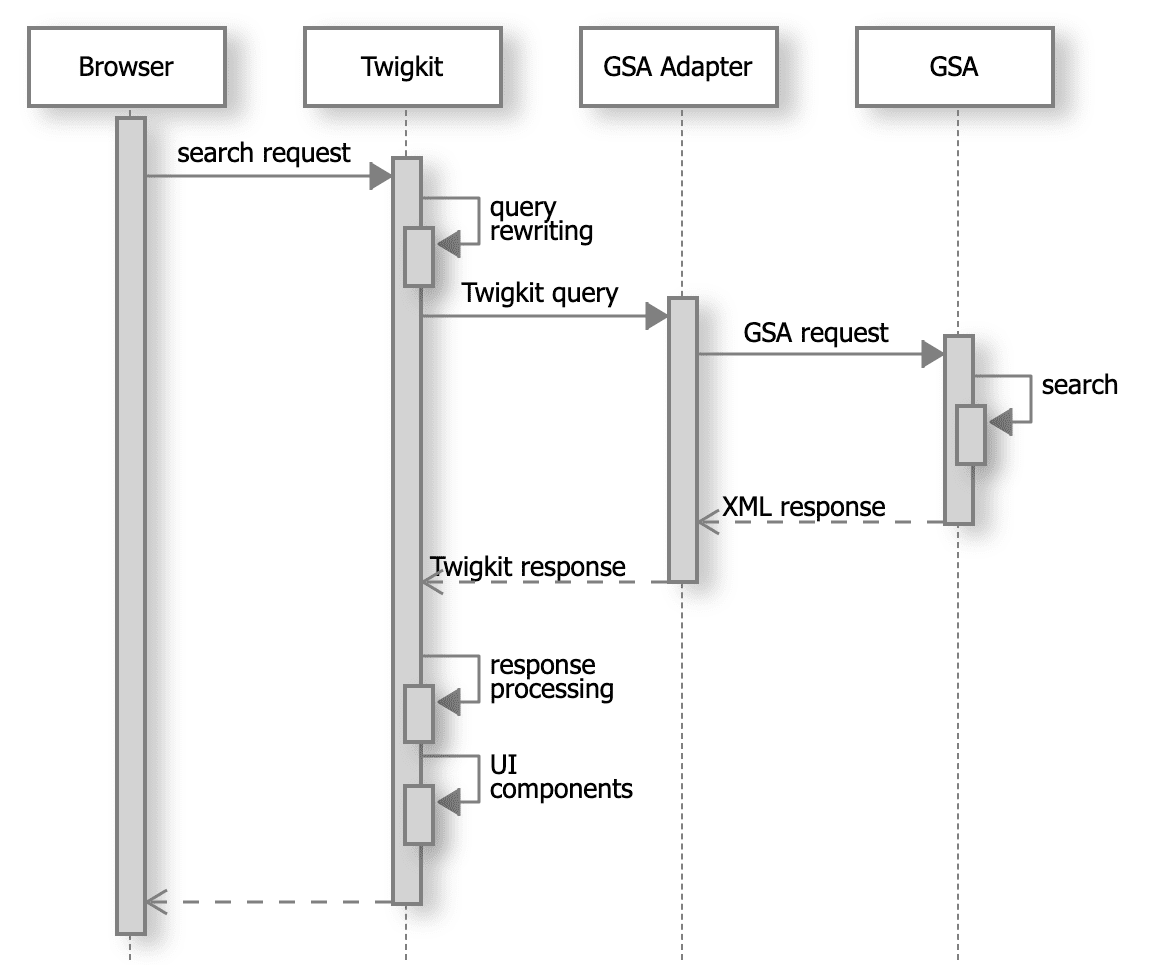 Browser
Twigkit
GSA Adapter
GSA
search request
query
rewriting
Twigkit query
GSA request
search
XML response
Twigkit response
response
processing
UI
components